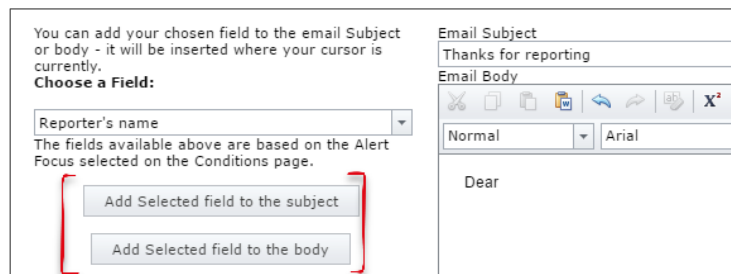 You can add your chosen field to the email Subject
or body - it will be inserted where your cursor is
currently.
Choose a Field:
Reporter's name
The fields available above are based on the Alert
Focus selected on the Conditions page.
Add Selected field to the subject
Add Selected field to the body
Email Subject
Thanks for reporting
Email Body
X²
Normal
Arial
Dear